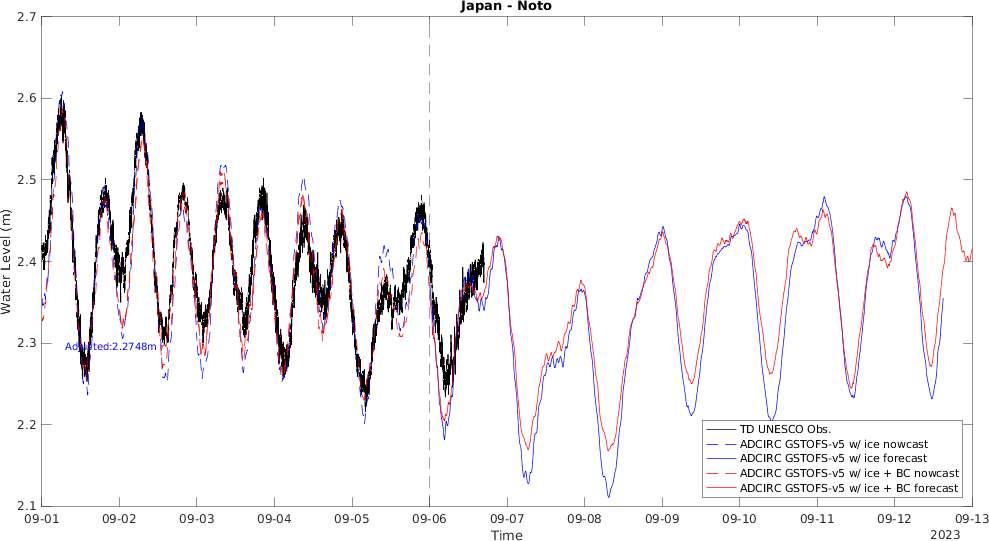 Japan - Noto
Water Level (m)
2.7
2.6
2.5
2.4
2.3
2.2
2.1
Adjusted:2.2748m
TD UNESCO Obs.
ADCIRC GSTOFS-v5 w/ ice nowcast
ADCIRC GSTOFS-v5 w/ ice forecast
ADCIRC GSTOFS-v5 w/ ice + BC nowcast
ADCIRC GSTOFS-v5 w/ ice + BC forecast
09-01 09-02 09-03 09-04 09-05 09-06 09-07 09-08 09-09 09-10 09-11 09-12 09-13
Time
2023